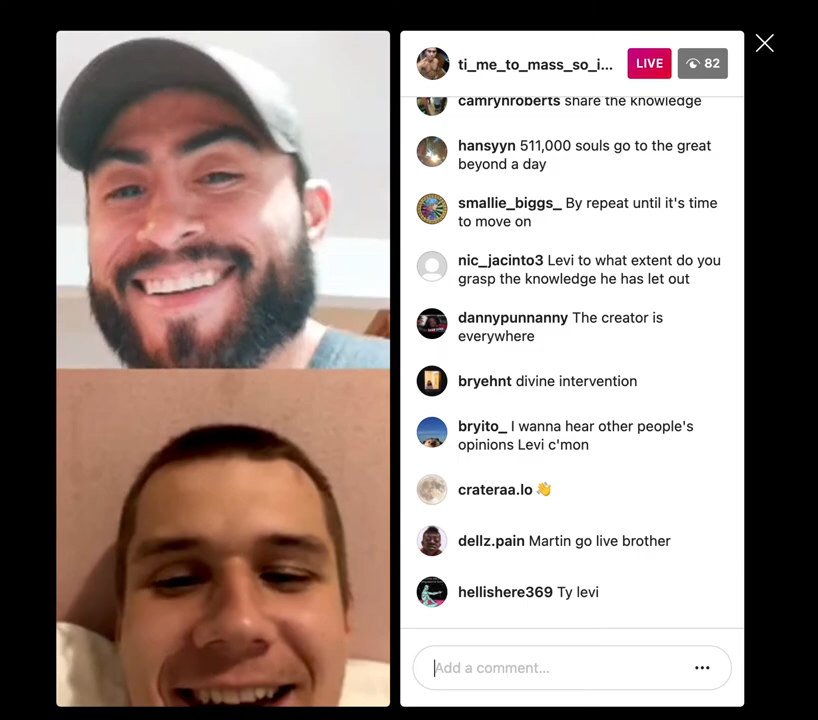 ti_me_to_mass_so_i...
LIVE
82
camrynroberts share the knowledge
hansyyn 511,000 souls go to the great
beyond a day
smallie_biggs_ By repeat until it's time
to move on
nic_jacinto3 Levi to what extent do you
grasp the knowledge he has let out
dannypunnanny The creator is
everywhere
bryehnt divine intervention
bryito_ I wanna hear other people's
opinions Levi c'mon
crateraa.lo 👋
dellz.pain Martin go live brother
hellishere369 Ty levi
Add a comment...